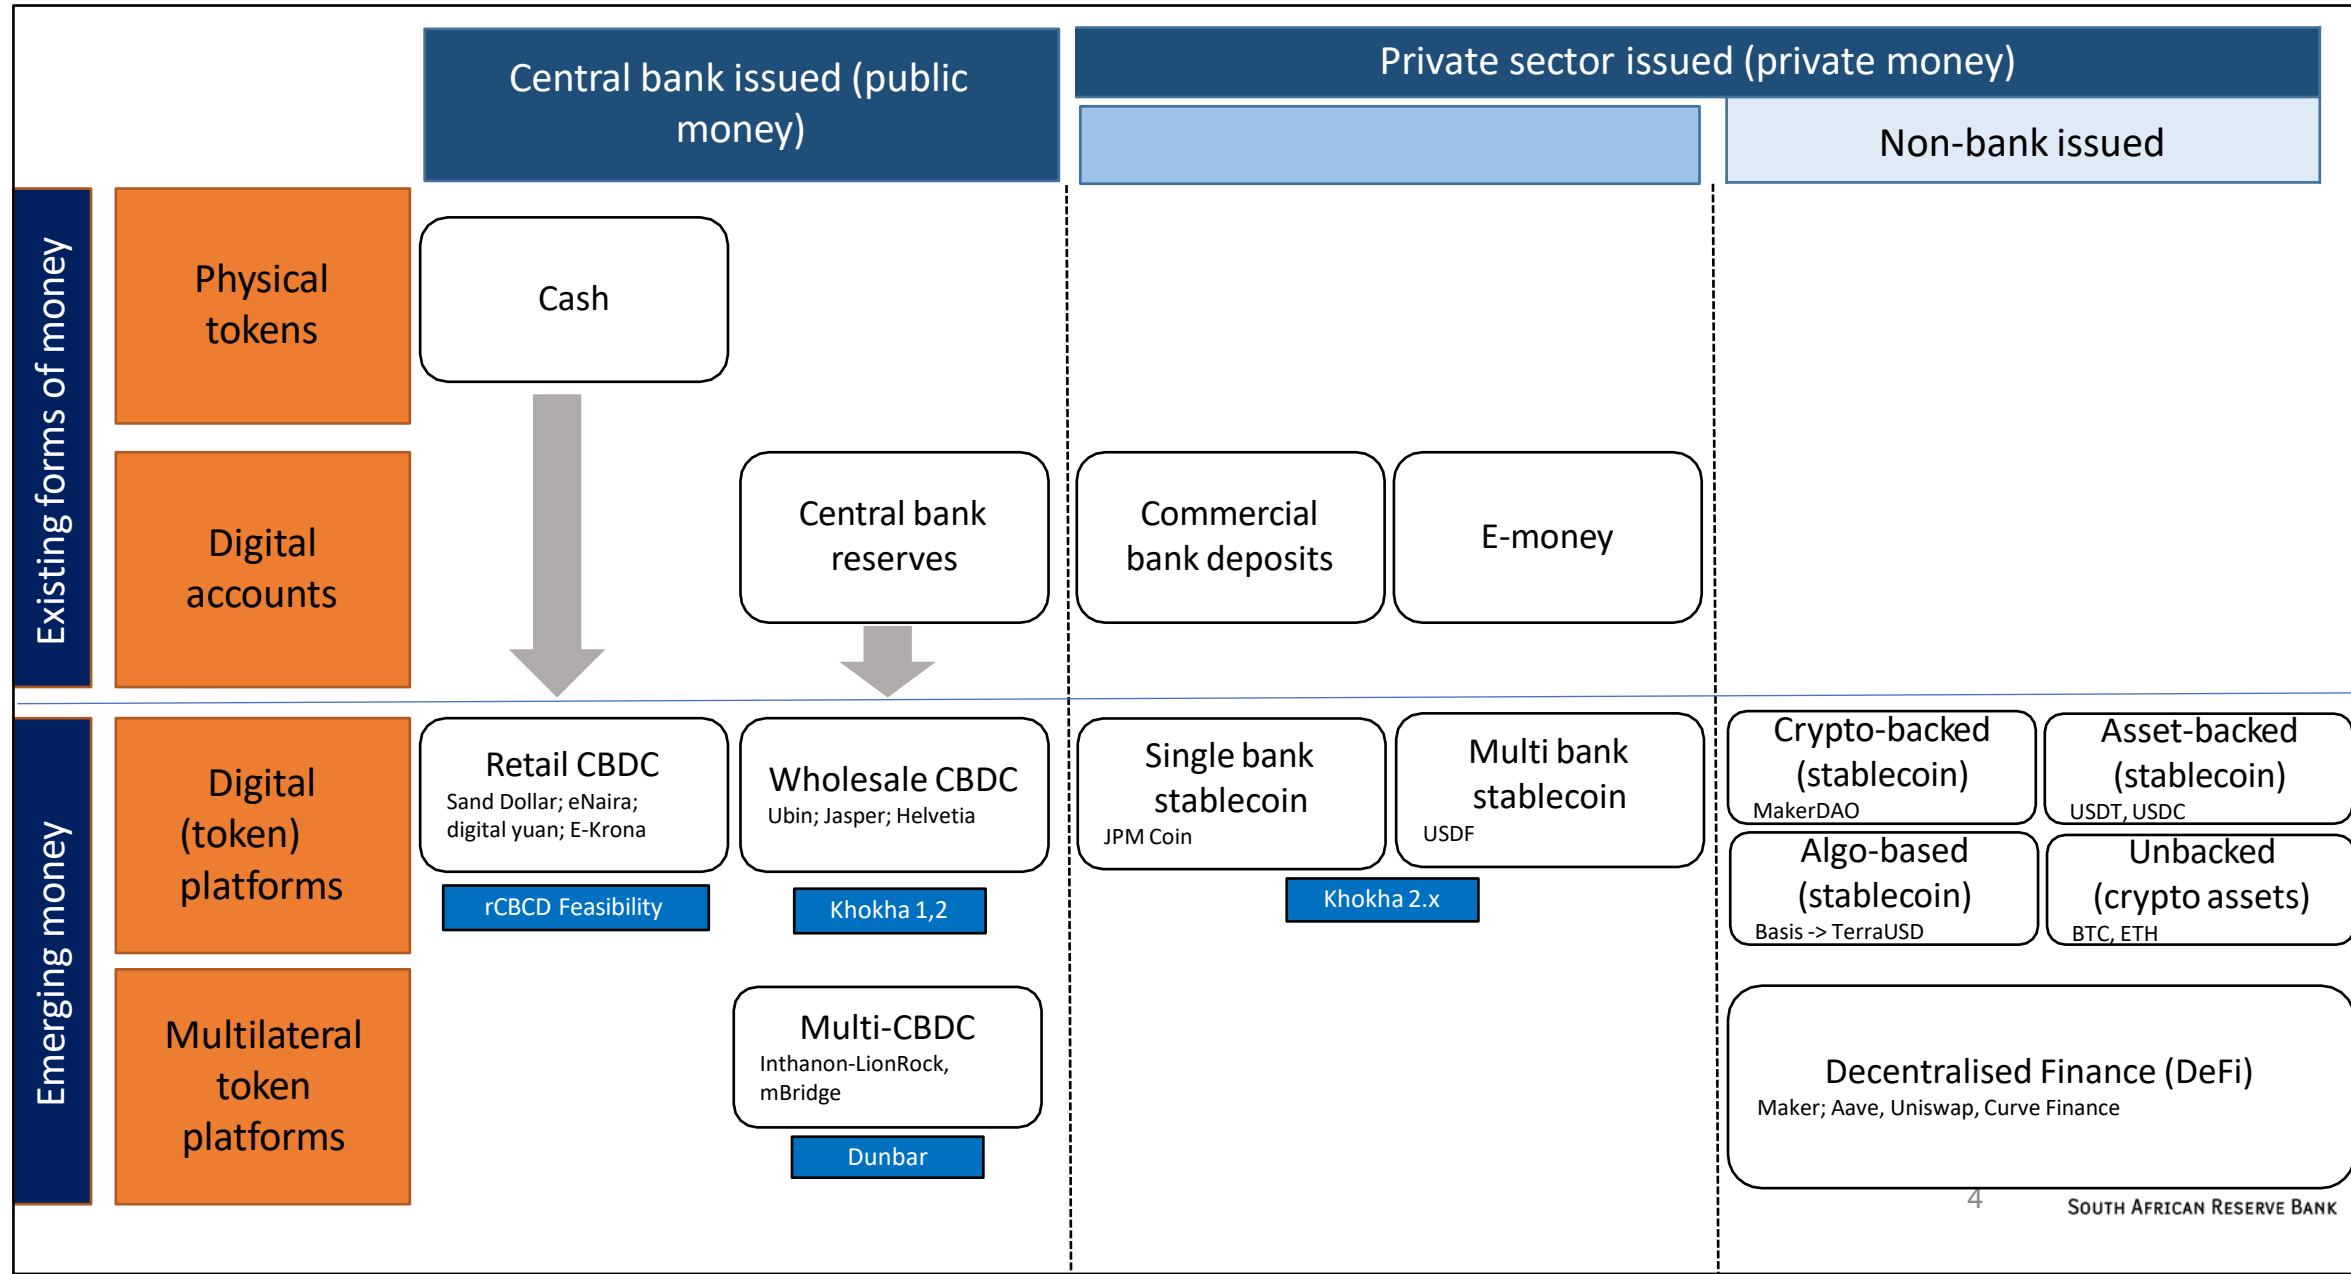 Central bank issued (public
money)
Private sector issued (private money)
Non-bank issued
Existing forms of money
Physical
tokens
Cash
Digital
accounts
Central bank
reserves
Commercial
bank deposits
E-money
Emerging money
Digital
(token)
platforms
Retail CBDC
Sand Dollar; eNaira;
digital yuan; E-Krona
rCBCD Feasibility
Wholesale CBDC
Ubin; Jasper; Helvetia
Khokha 1,2
Single bank
stablecoin
JPM Coin
Multi bank
stablecoin
USDF
Khokha 2.x
Crypto-backed
(stablecoin)
MakerDAO
Asset-backed
(stablecoin)
USDT, USDC
Algo-based
(stablecoin)
Basis -> TerraUSD
Unbacked
(crypto assets)
BTC, ETH
Multilateral
token
platforms
Multi-CBDC
Inthanon-LionRock,
mBridge
Dunbar
Decentralised Finance (DeFi)
Maker; Aave, Uniswap, Curve Finance
4
SOUTH AFRICAN RESERVE BANK